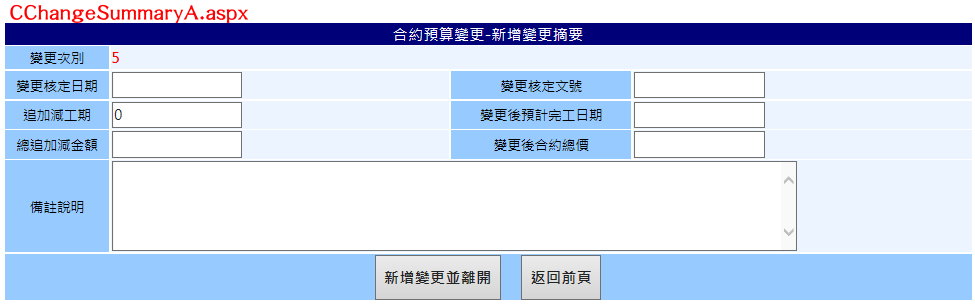 CChangeSummaryA.aspx
合約預算變更-新增變更摘要
變更次別 5
變更核定日期 變更核定文號
追加減工期 0 變更後預計完工日期
總追加減金額 變更後合約總價
備註說明
新增變更並離開 返回前頁